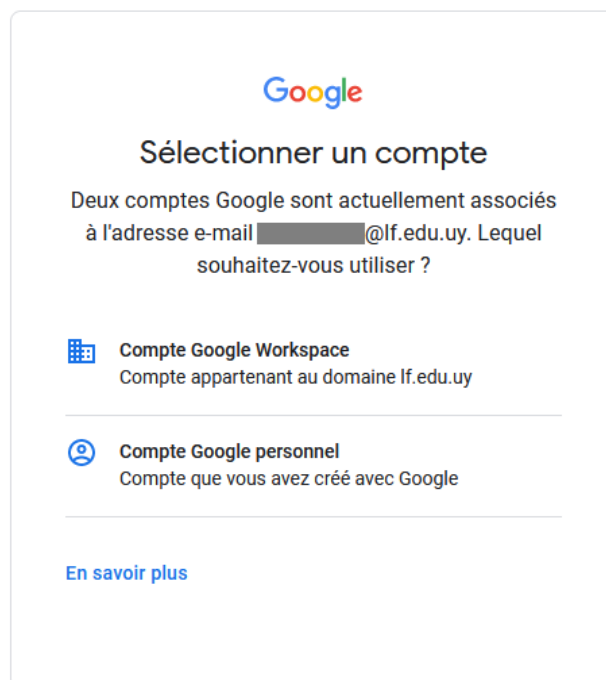 Google
Sélectionner un compte
Deux comptes Google sont actuellement associés
à l'adresse e-mail @lf.edu.uy. Lequel
souhaitez-vous utiliser ?
Compte Google Workspace
Compte appartenant au domaine lf.edu.uy
Compte Google personnel
Compte que vous avez créé avec Google
En savoir plus